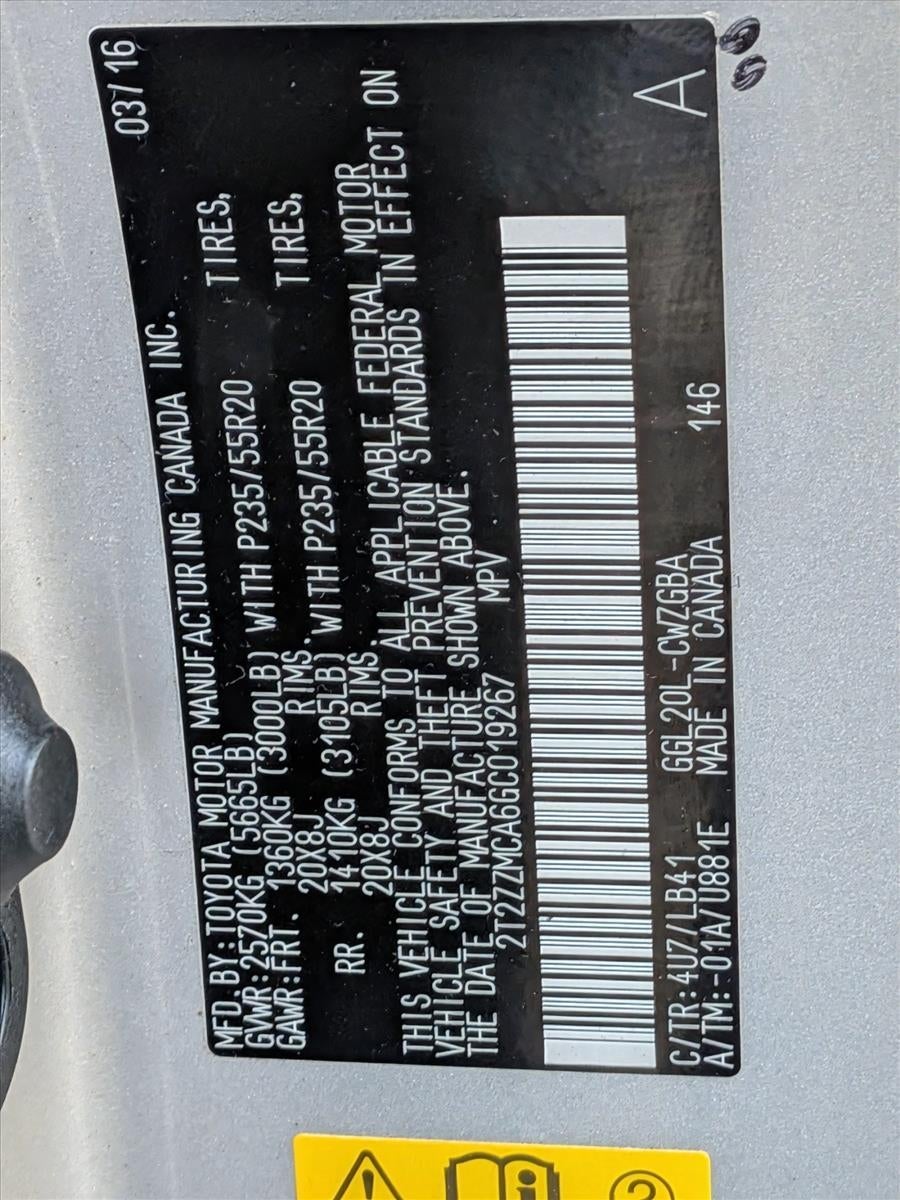 MFD. BY:TOYOTA MOTOR MANUFACTURING CANADA INC. 03/16
GVWR:2570KG (5665LB)
GAWR:FRT. 1360KG (3000LB) WITH P235/55R20 TIRES,
20X8J RIMS.
RR. 1410KG (3105LB) WITH P235/55R20 TIRES,
20X8J RIMS.
THIS VEHICLE CONFORMS TO ALL APPLICABLE FEDERAL MOTOR
VEHICLE SAFETY AND THEFT PREVENTION STANDARDS IN EFFECT ON
THE DATE OF MANUFACTURE SHOWN ABOVE.
2T2ZZMCA6GC019267 MPV
C/TR:4U7/LB41 GGL20L-CWZGBA A
A/TM:-01A/U881E MADE IN CANADA 146